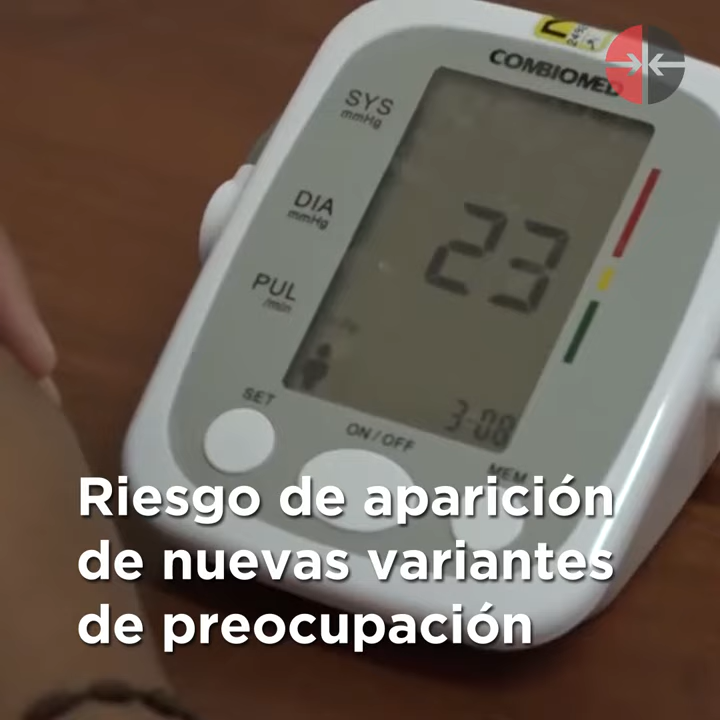 COMBIOMED
SYS
mmHg
DIA
mmHg
PUL
/min
23
3-08
SET
ON/OFF
MEM
Riesgo de aparición
de nuevas variantes
de preocupación